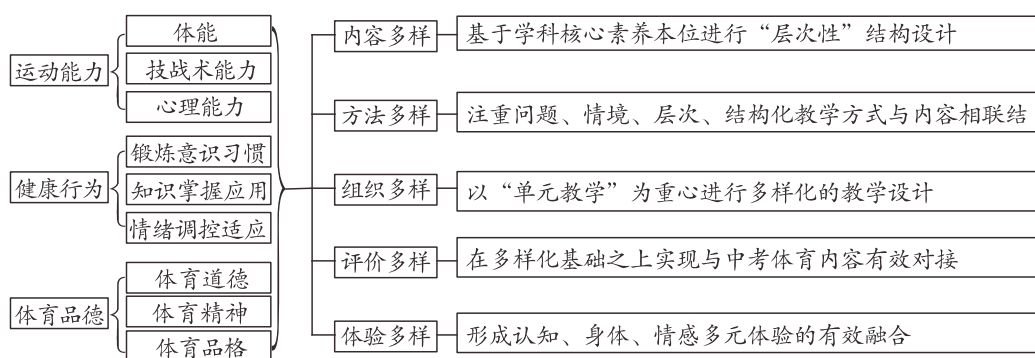 运动能力
体能
技战术能力
心理能力
健康行为
锻炼意识习惯
知识掌握应用
情绪调控适应
体育品德
体育道德
体育精神
体育品格
内容多样
基于学科核心素养本位进行“层次性”结构设计
方法多样
注重问题、情境、层次、结构化教学方式与内容相联结
组织多样
以“单元教学”为重心进行多样化的教学设计
评价多样
在多样化基础之上实现与中考体育内容有效对接
体验多样
形成认知、身体、情感多元体验的有效融合